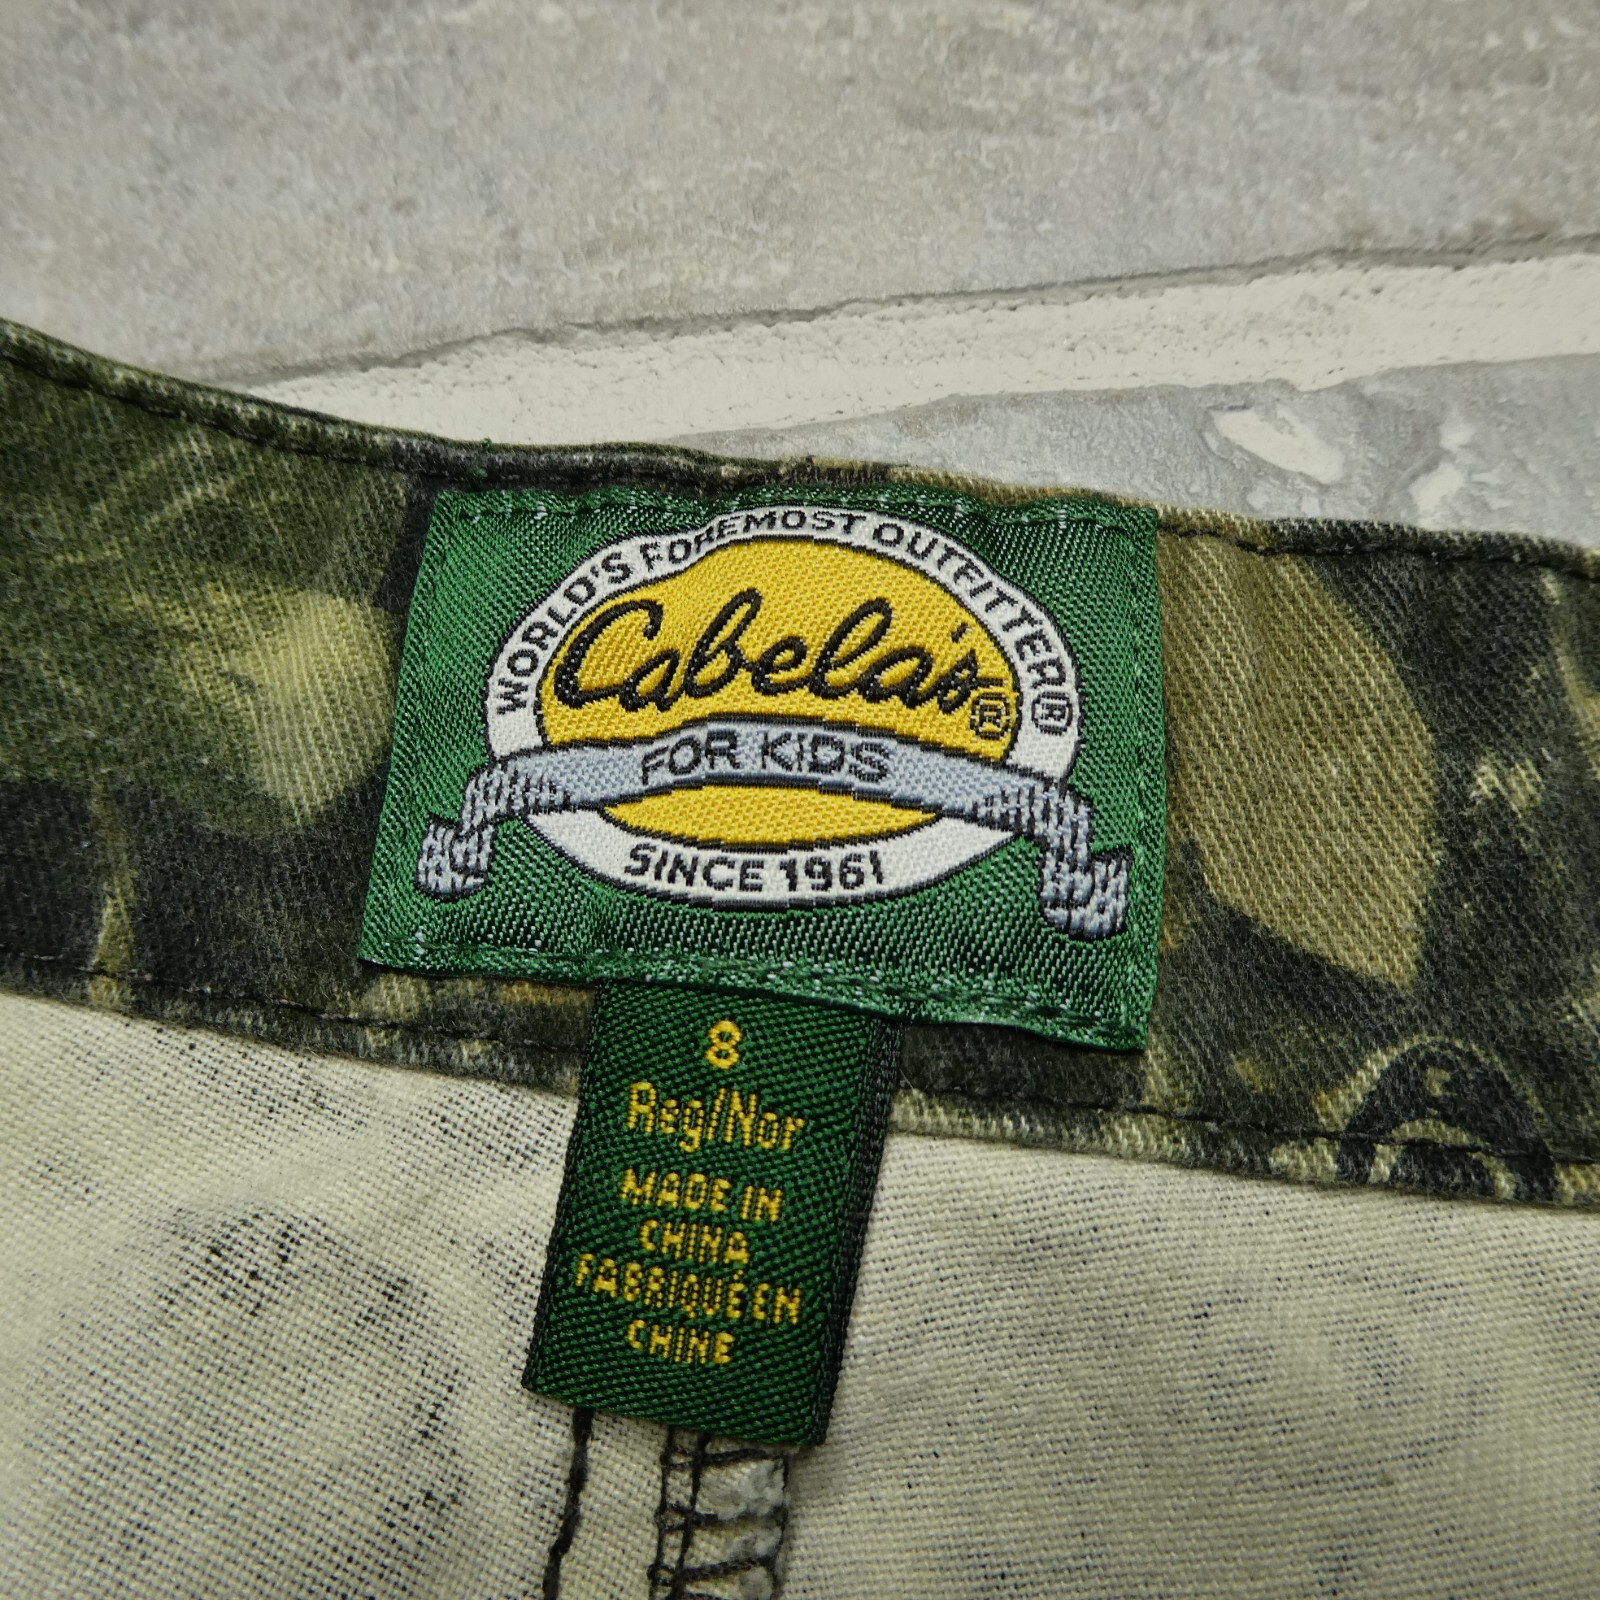 WORLD'S FOREMOST OUTFITTER®
Cabela's®
FOR KIDS
SINCE 1961
8
Reg/Nor
MADE IN
CHINA
FABRIQUÉ EN
CHINE